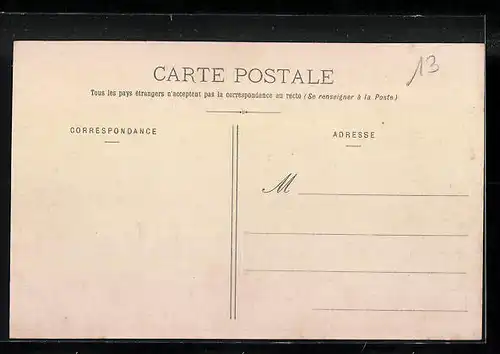 13
CARTE POSTALE
Tous les pays étrangers n'acceptent pas la correspondance au recto (Se renseigner à la Poste)
CORRESPONDANCE
ADRESSE
M